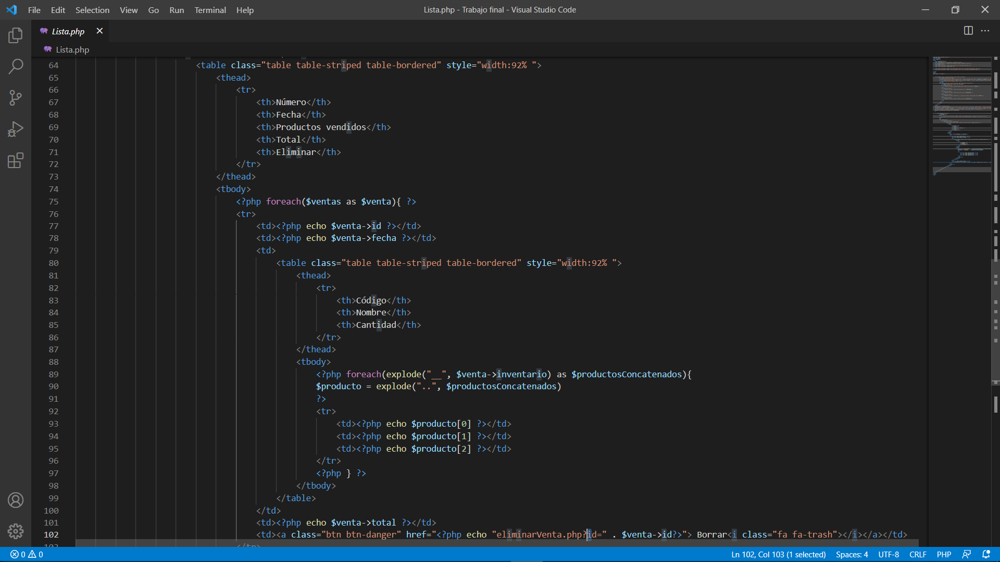 File Edit Selection View Go Run Terminal Help
Lista.php - Trabajo final - Visual Studio Code
Lista.php
Lista.php
64 <table class="table table-striped table-bordered" style="width:92% ">
65 <thead>
66 <tr>
67 <th>Número</th>
68 <th>Fecha</th>
69 <th>Productos vendidos</th>
70 <th>Total</th>
71 <th>Eliminar</th>
72 </tr>
73 </thead>
74 <tbody>
75 <?php foreach($ventas as $venta){ ?>
76 <tr>
77 <td><?php echo $venta->id ?></td>
78 <td><?php echo $venta->fecha ?></td>
79 <td>
80 <table class="table table-striped table-bordered" style="width:92% ">
81 <thead>
82 <tr>
83 <th>Código</th>
84 <th>Nombre</th>
85 <th>Cantidad</th>
86 </tr>
87 </thead>
88 <tbody>
89 <?php foreach(explode("__", $venta->inventario) as $productosConcatenados){
90 $producto = explode("..", $productosConcatenados)
91 ?>
92 <tr>
93 <td><?php echo $producto[0] ?></td>
94 <td><?php echo $producto[1] ?></td>
95 <td><?php echo $producto[2] ?></td>
96 </tr>
97 <?php } ?>
98 </tbody>
99 </table>
100 </td>
101 <td><?php echo $venta->total ?></td>
102 <td><a class="btn btn-danger" href="<?php echo "eliminarVenta.php?id=" . $venta->id?>"> Borrar<i class="fa fa-trash"></i></a></td>
103 </tr>
0 0 Ln 102, Col 103 (1 selected) Spaces: 4 UTF-8 CRLF PHP